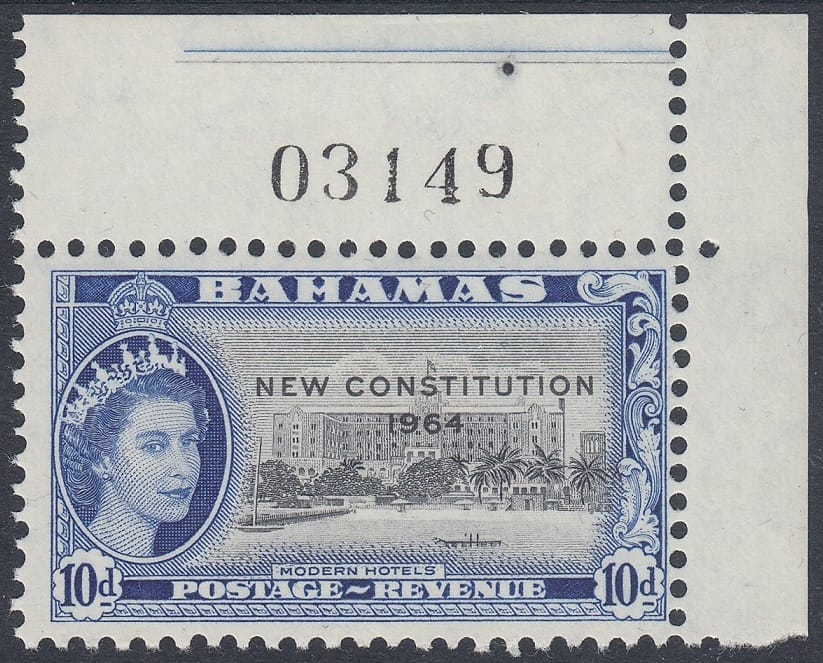 03149
BAHAMAS
NEW CONSTITUTION
1964
MODERN HOTELS
10d POSTAGE~REVENUE 10d